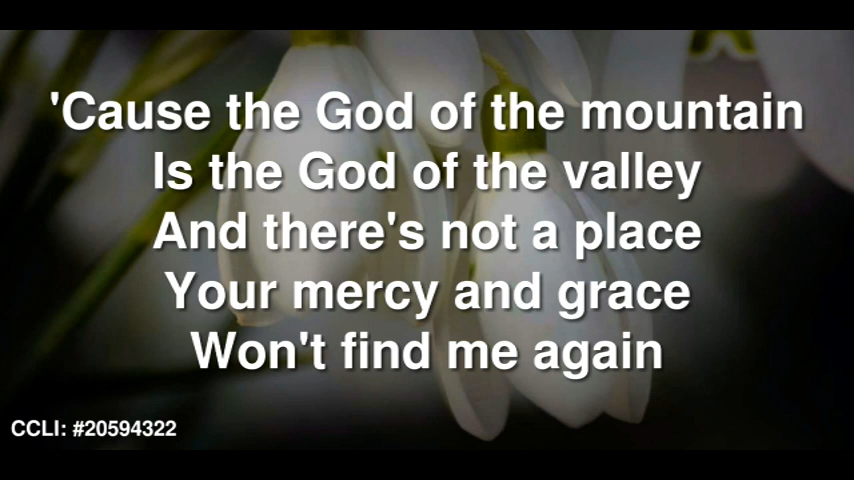 'Cause the God of the mountain
Is the God of the valley
And there's not a place
Your mercy and grace
Won't find me again
CCLI: #20594322